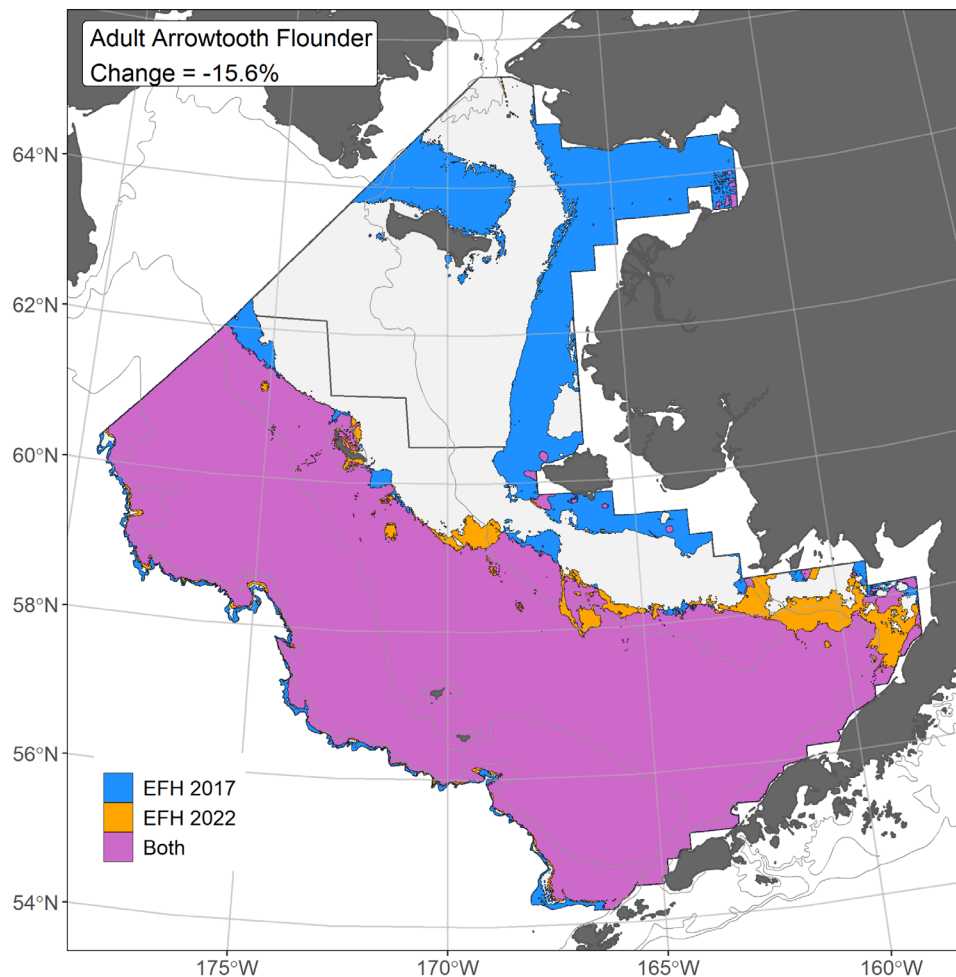 Adult Arrowtooth Flounder
Change = -15.6%
64°N
62°N
60°N
58°N
56°N
54°N
EFH 2017
EFH 2022
Both
175°W
170°W
165°W
160°W